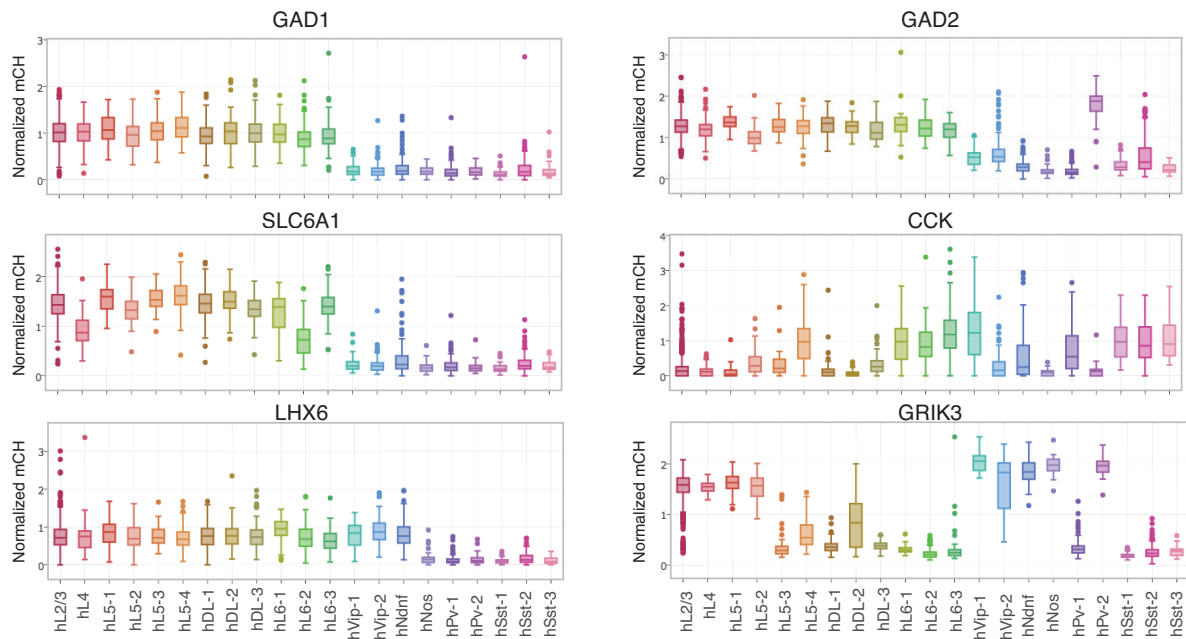 GAD1
GAD2
Normalized mCH
3
2
1
0
Normalized mCH
3
2
1
0
SLC6A1
CCK
Normalized mCH
2
1
0
Normalized mCH
4
3
2
1
0
LHX6
GRIK3
Normalized mCH
3
2
1
0
Normalized mCH
2
1
0
hL2/3
hL4
hL5-1
hL5-2
hL5-3
hL5-4
hDL-1
hDL-2
hDL-3
hL6-1
hL6-2
hL6-3
hVip-1
hVip-2
hNdnf
hNos
hPv-1
hPv-2
hSst-1
hSst-2
hSst-3
hL2/3
hL4
hL5-1
hL5-2
hL5-3
hL5-4
hDL-1
hDL-2
hDL-3
hL6-1
hL6-2
hL6-3
hVip-1
hVip-2
hNdnf
hNos
hPv-1
hPv-2
hSst-1
hSst-2
hSst-3